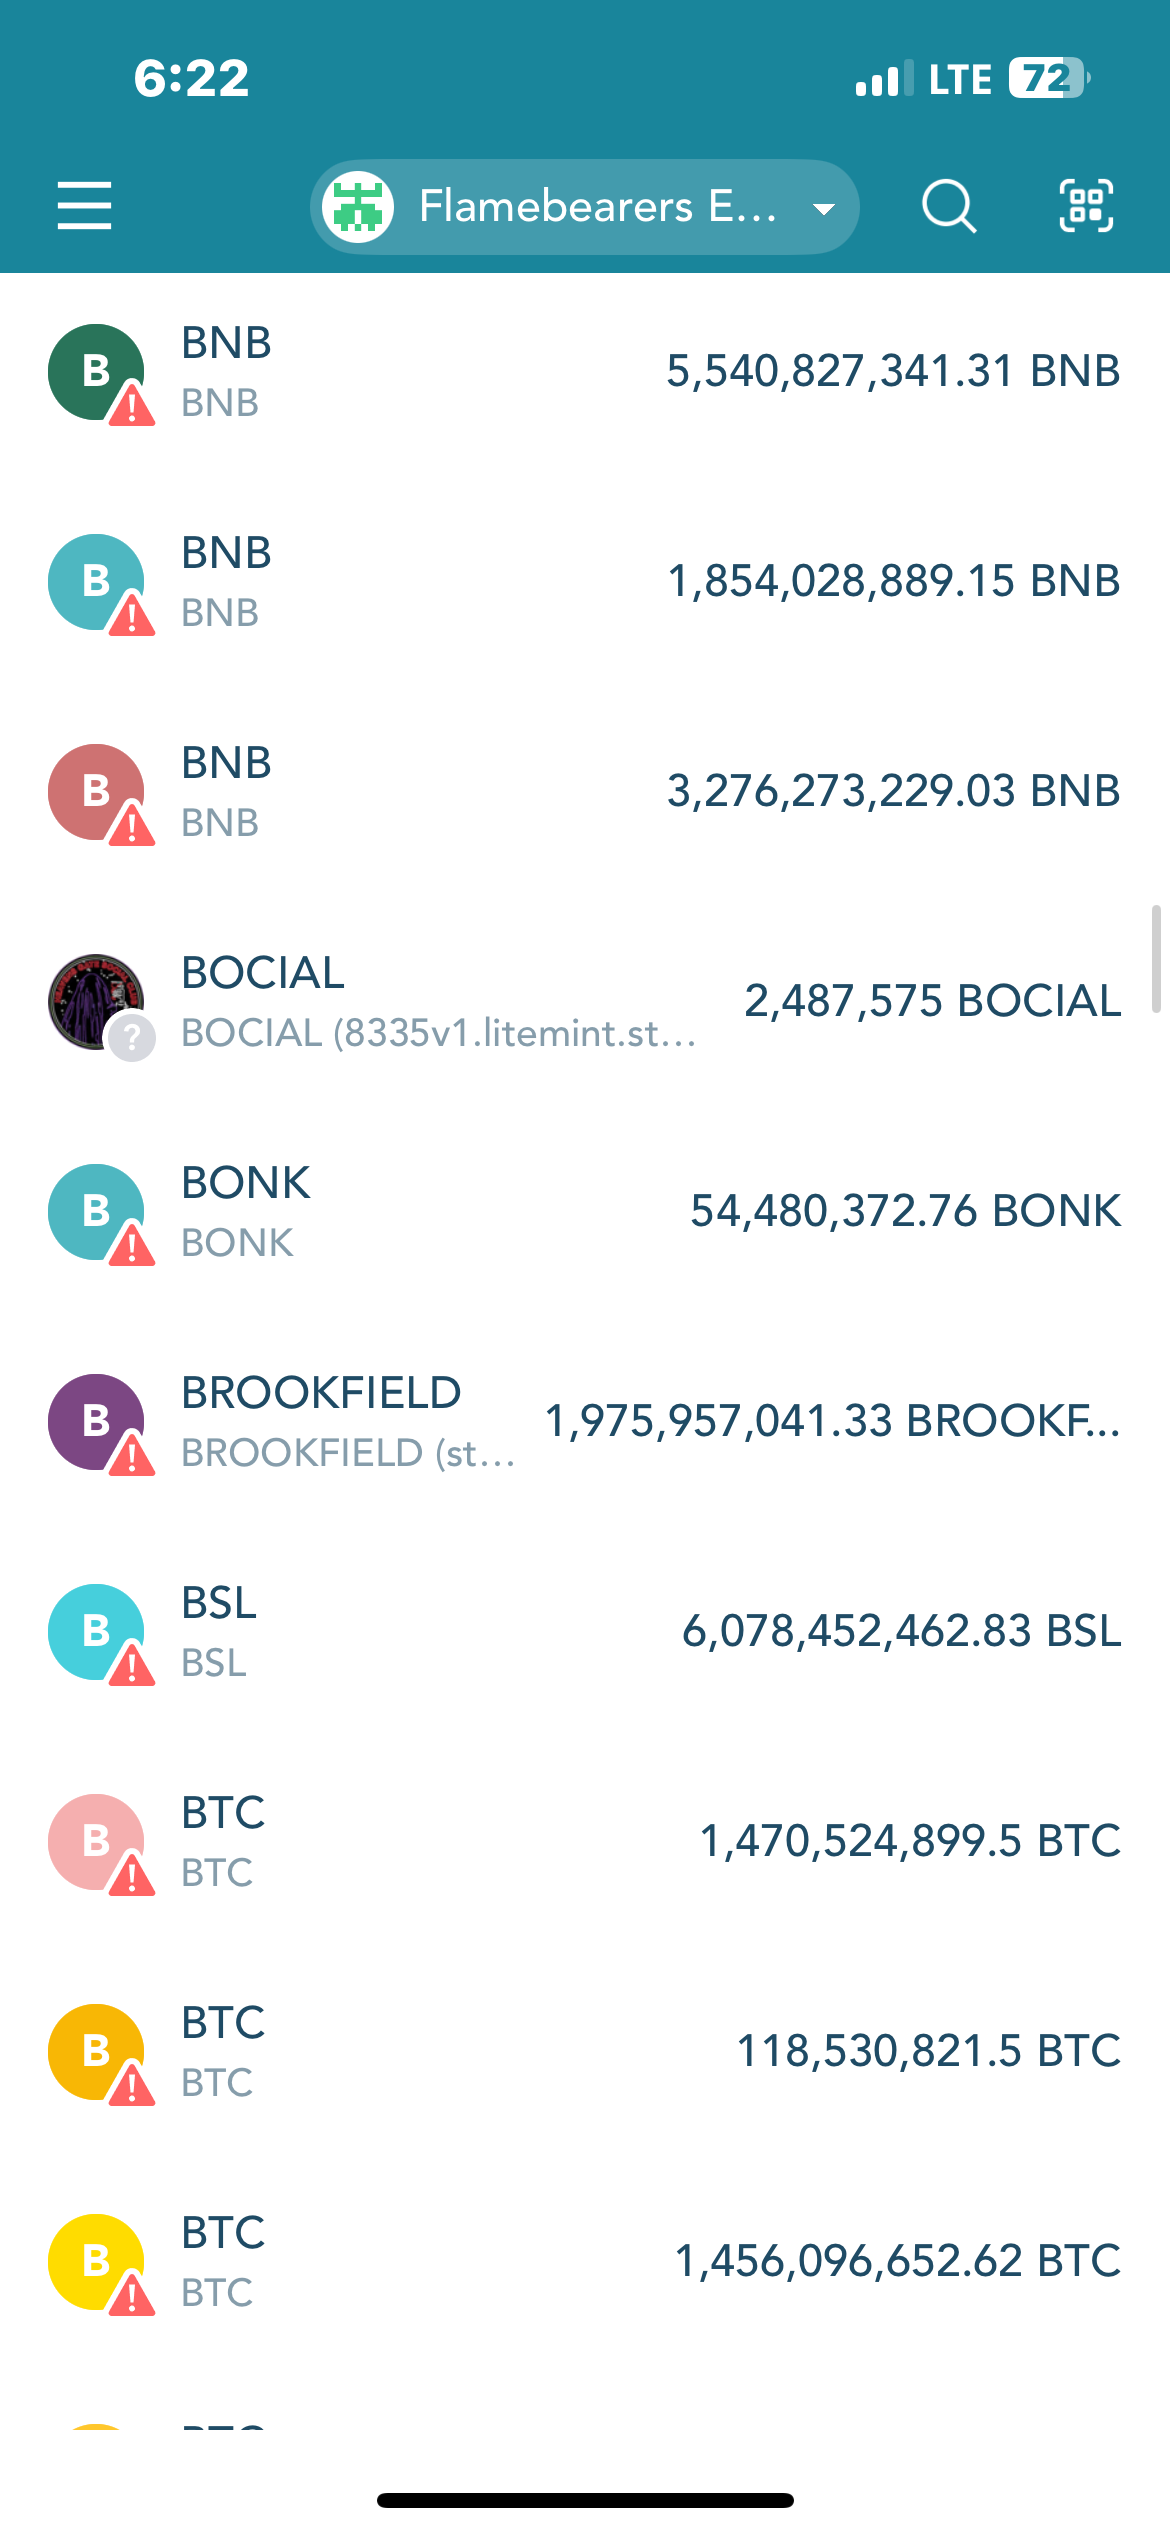 6:22
LTE 72
Flamebearers E...
B BNB
BNB
5,540,827,341.31 BNB
B BNB
BNB
1,854,028,889.15 BNB
B BNB
BNB
3,276,273,229.03 BNB
BOCIAL
BOCIAL (8335v1.litemint.st...
2,487,575 BOCIAL
B BONK
BONK
54,480,372.76 BONK
B BROOKFIELD
BROOKFIELD (st...
1,975,957,041.33 BROOKF...
B BSL
BSL
6,078,452,462.83 BSL
B BTC
BTC
1,470,524,899.5 BTC
B BTC
BTC
118,530,821.5 BTC
B BTC
BTC
1,456,096,652.62 BTC